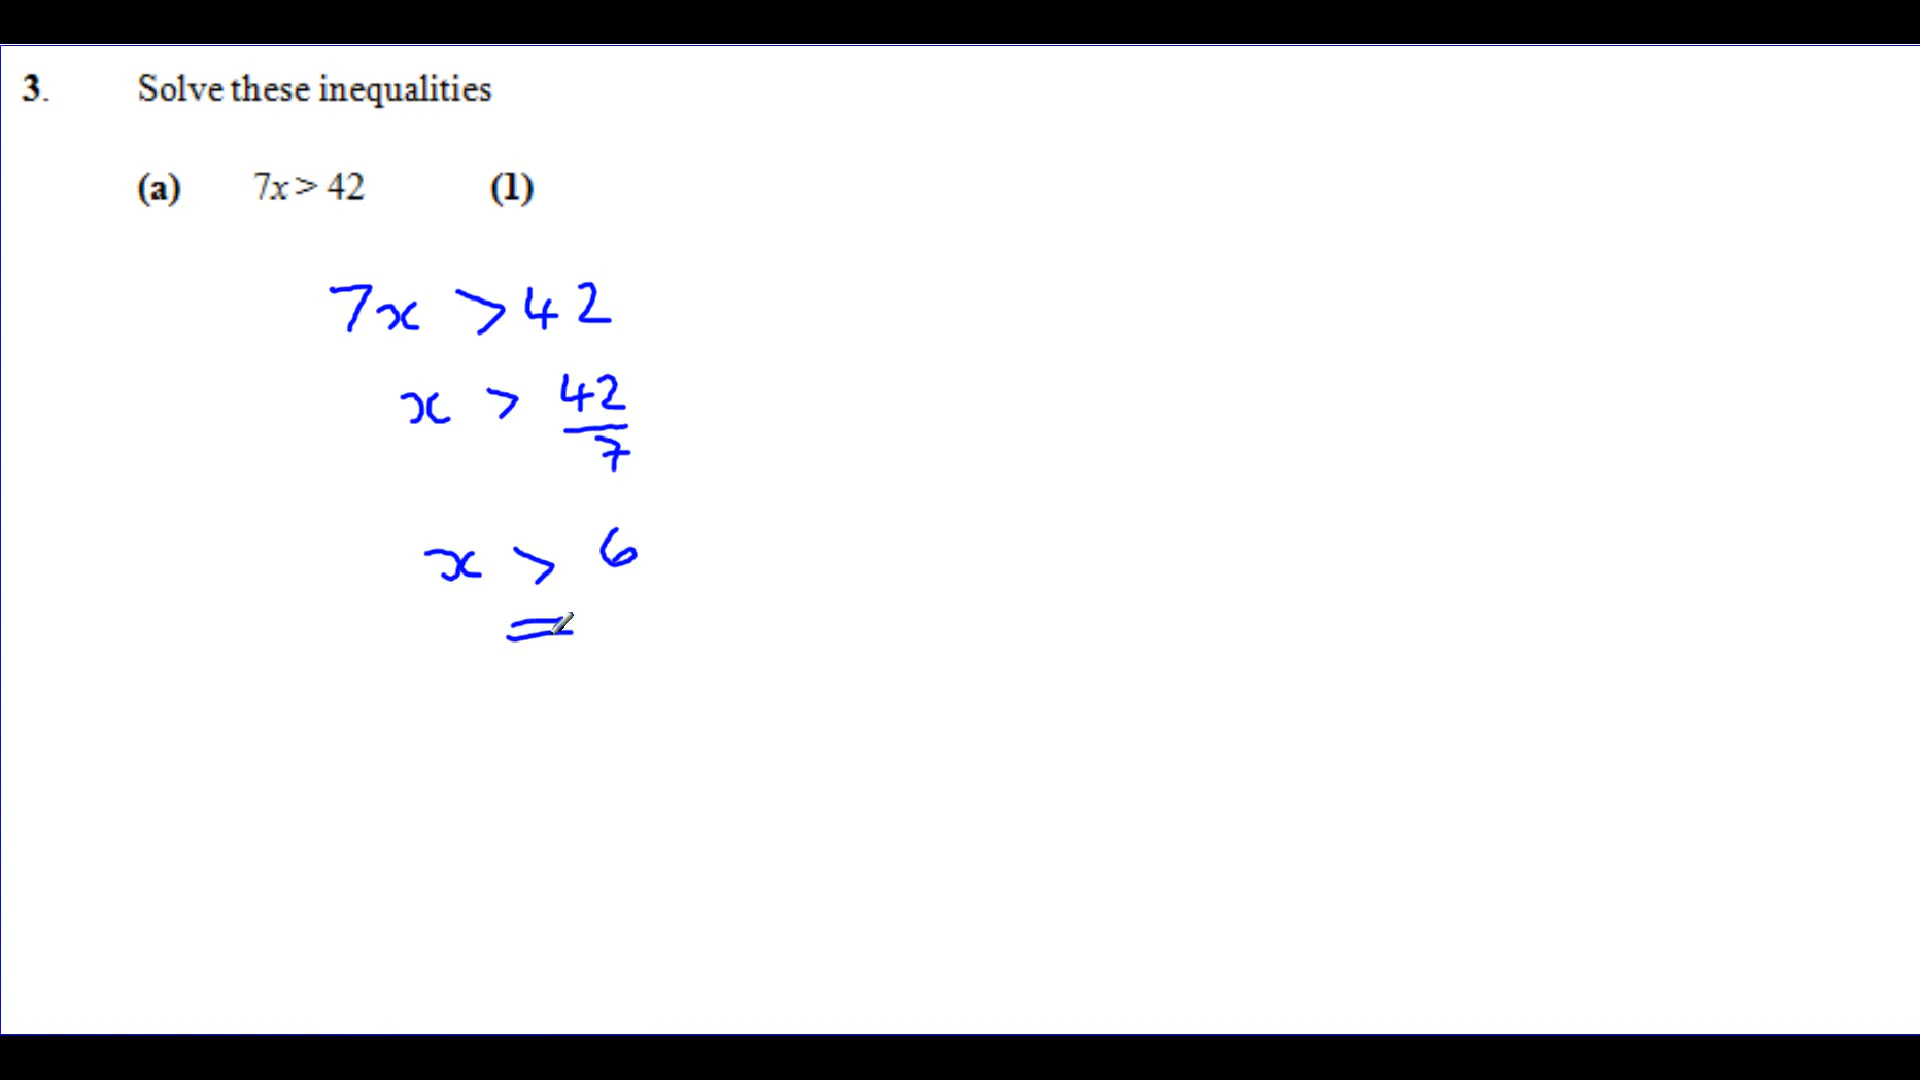 3. Solve these inequalities
(a) 7x > 42 (1)
7x > 42
x > 42/7
x > 6